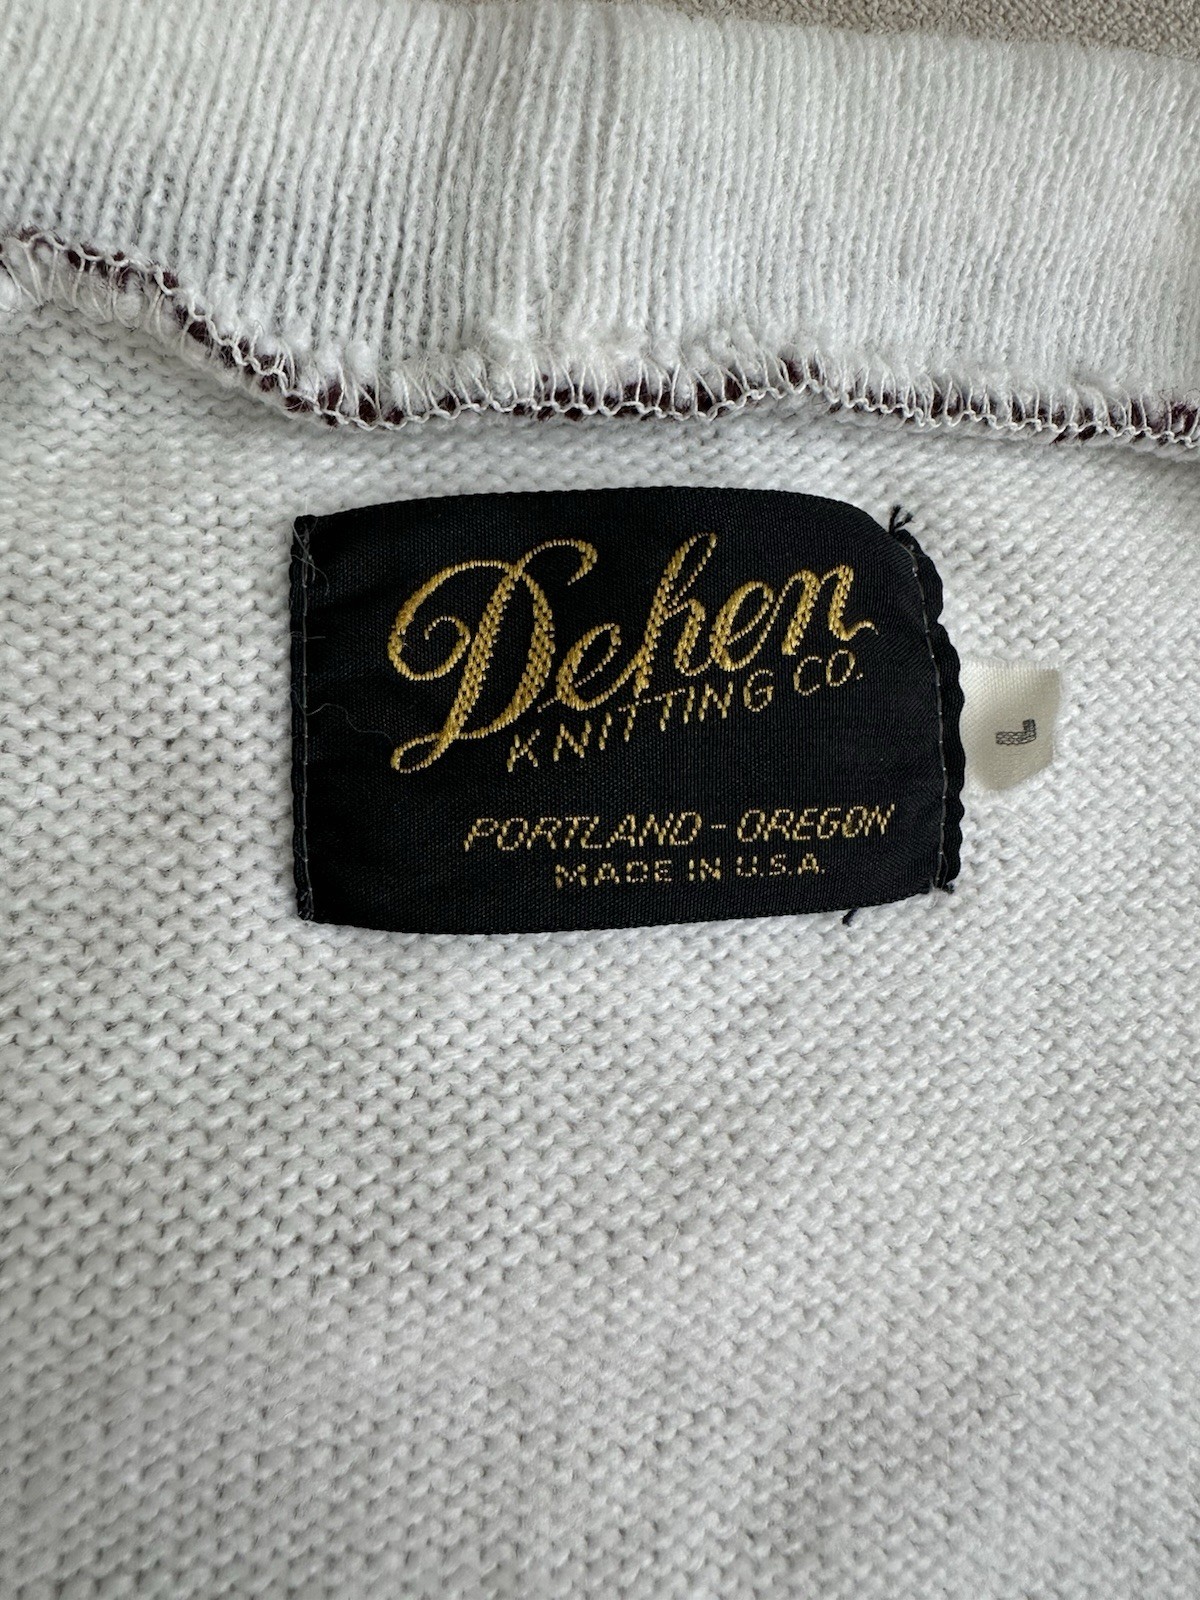 Dehen
KNITTING CO.
PORTLAND - OREGON
MADE IN U.S.A.
L